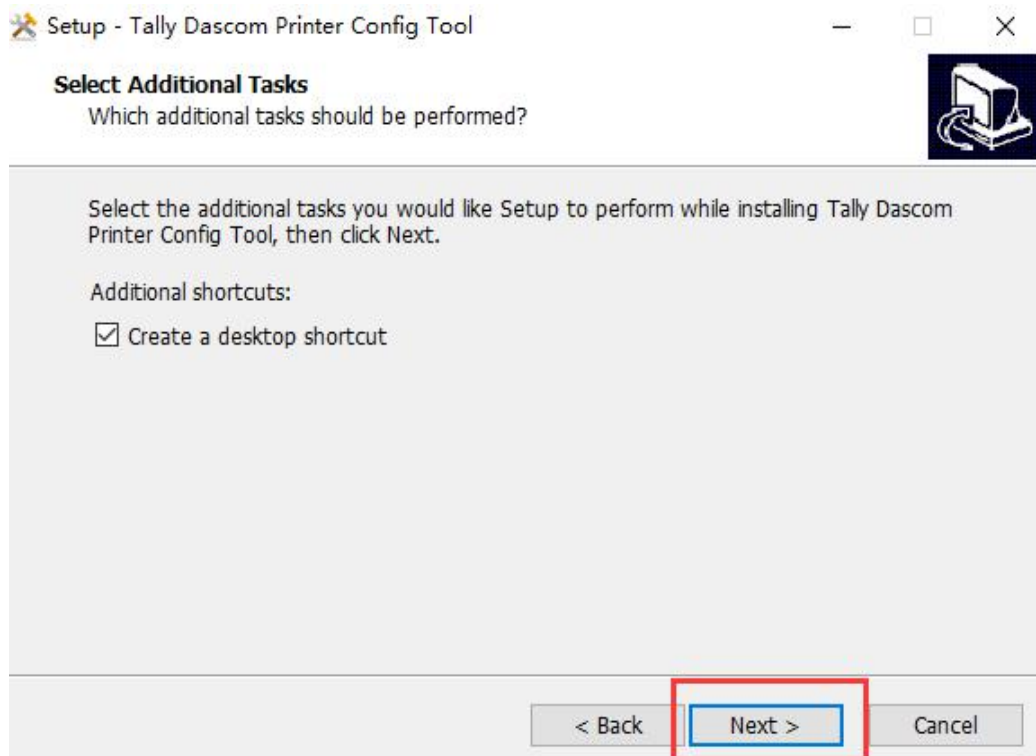 Setup - Tally Dascom Printer Config Tool
Select Additional Tasks
Which additional tasks should be performed?
Select the additional tasks you would like Setup to perform while installing Tally Dascom
Printer Config Tool, then click Next.
Additional shortcuts:
Create a desktop shortcut
< Back
Next >
Cancel